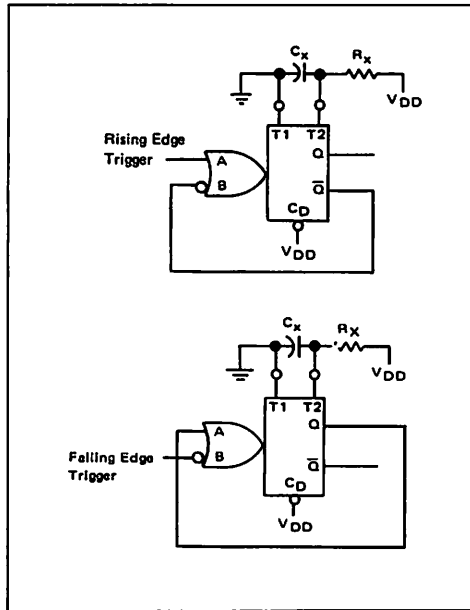 Cx
Rx
VDD
T1 T2
Rising Edge
Trigger
A
B
Q
Q̅
CD
VDD
Cx
RX
VDD
T1 T2
A
B
Q
Q̅
Falling Edge
Trigger
CD
VDD